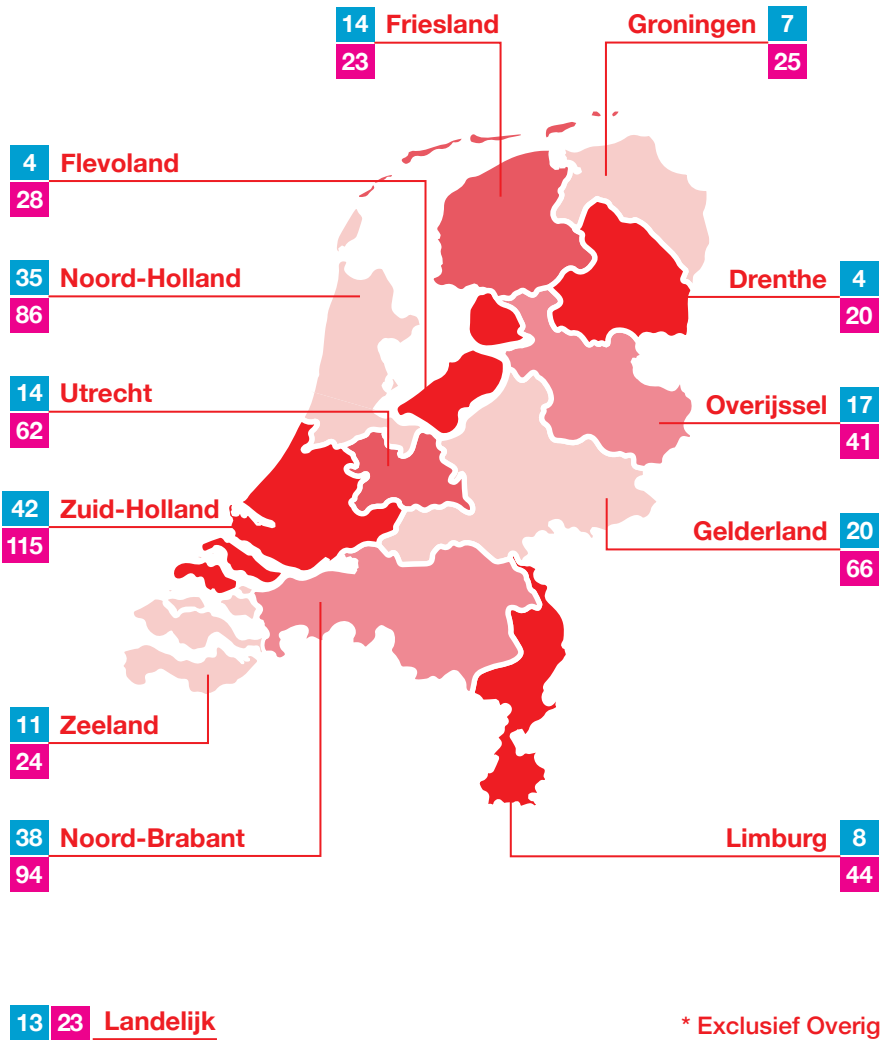 14 Friesland
23
Groningen 7
25
4 Flevoland
28
35 Noord-Holland
86
Drenthe 4
20
14 Utrecht
62
Overijssel 17
41
42 Zuid-Holland
115
Gelderland 20
66
11 Zeeland
24
38 Noord-Brabant
94
Limburg 8
44
13 23 Landelijk
* Exclusief Overig